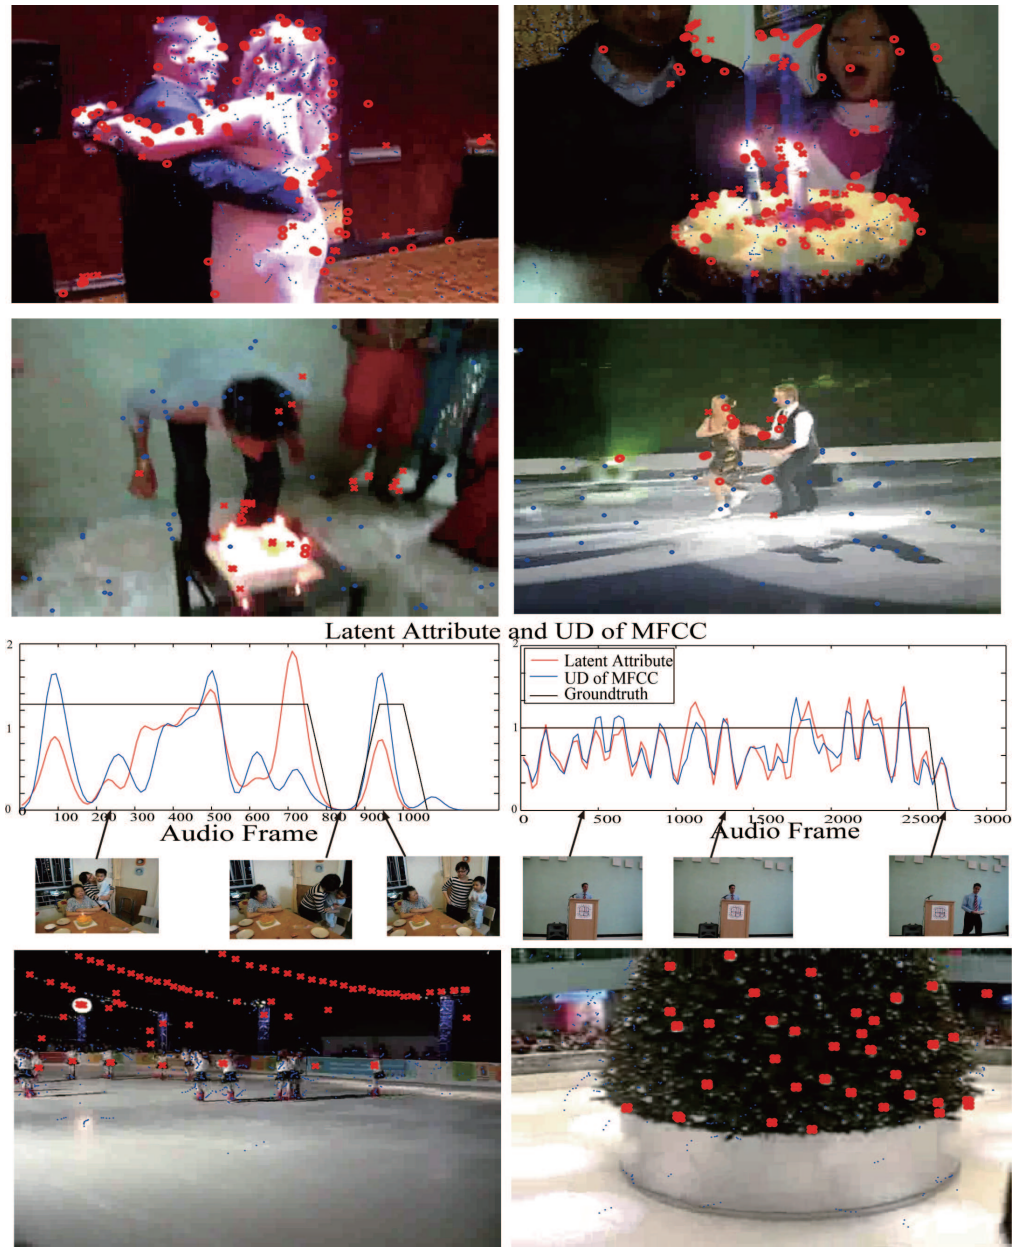 Latent Attribute and UD of MFCC
2
1
0
0 100 200 300 400 500 600 700 800 900 1000
Audio Frame
2
1
0
Latent Attribute
UD of MFCC
Groundtruth
0 500 1000 1500 2000 2500 3000
Audio Frame